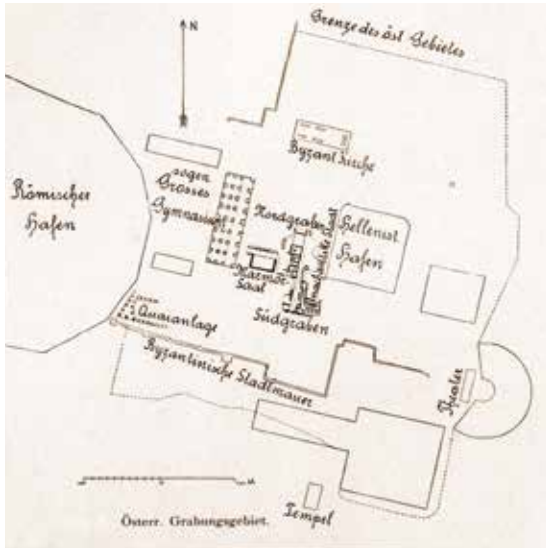 Grenze des öst. Gebietes
N
Byzant Kirche
sogen
Grosses
Gymnasium
Römischer
Hafen
Nordgraben
Hellenist
Hafen
Marmor
Saal
Südgraben
Quaianlage
Byzantinische Stadtmauer
Theater
Tempel
Österr. Grabungsgebiet.